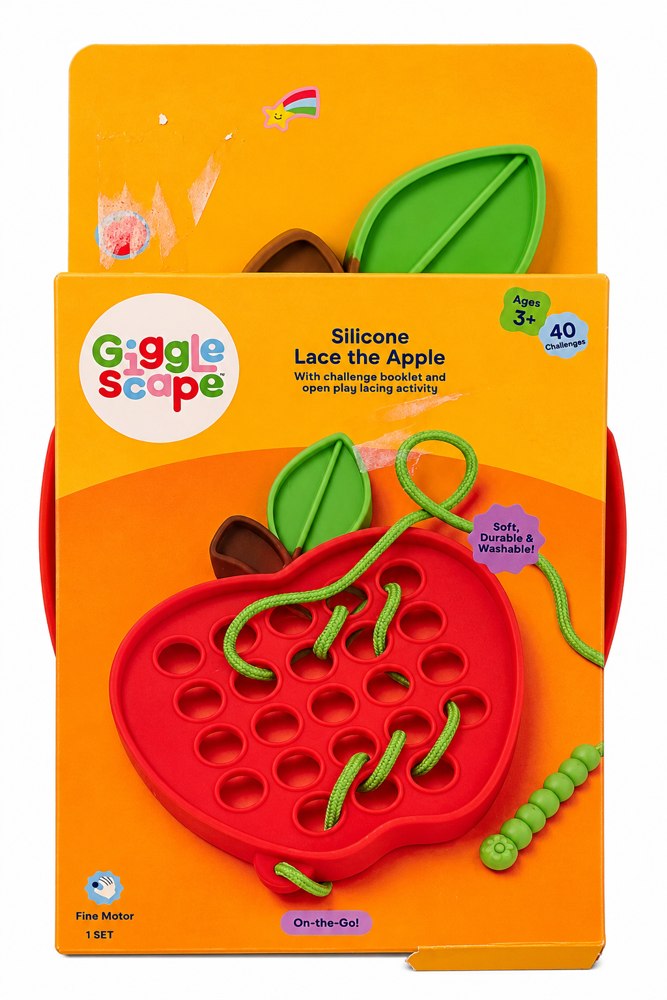 Giggle
scape™
Silicone
Lace the Apple
With challenge booklet and
open play lacing activity
Ages
3+
40
Challenges
Soft,
Durable &
Washable!
Fine Motor
1 SET
On-the-Go!